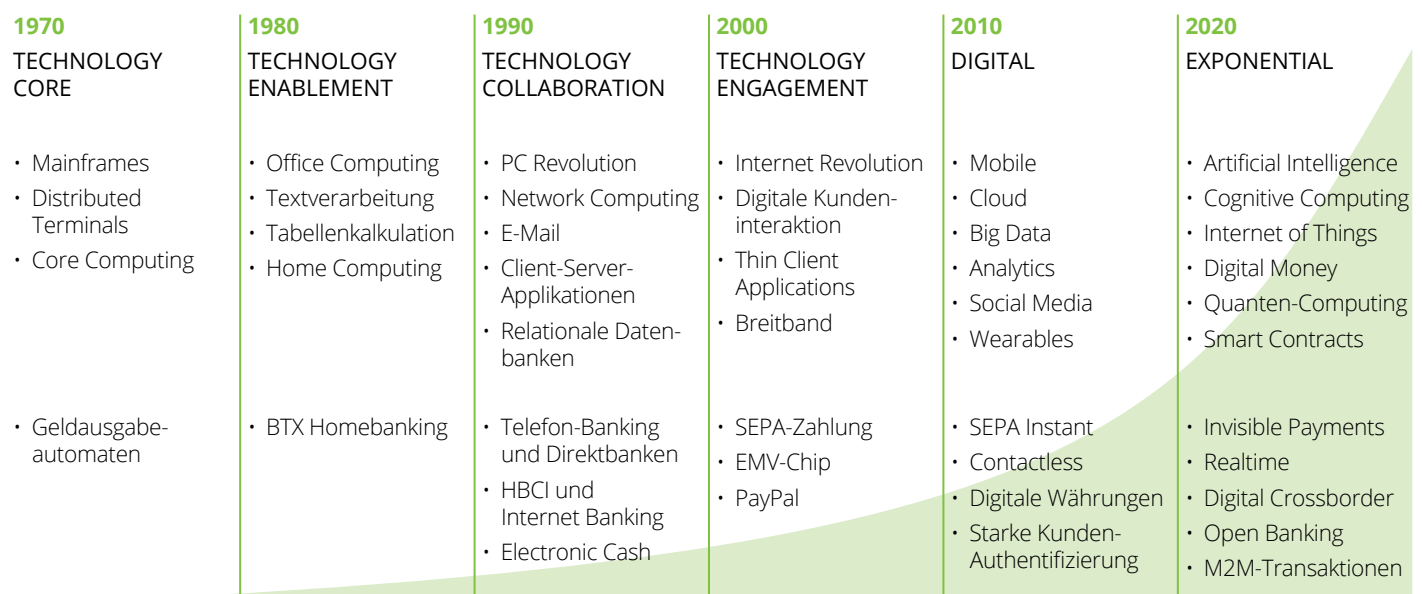 1970
TECHNOLOGY
CORE
• Mainframes
• Distributed
Terminals
• Core Computing
• Geldausgabe-
automaten
1980
TECHNOLOGY
ENABLEMENT
• Office Computing
• Textverarbeitung
• Tabellenkalkulation
• Home Computing
• BTX Homebanking
1990
TECHNOLOGY
COLLABORATION
• PC Revolution
• Network Computing
• E-Mail
• Client-Server-
Applikationen
• Relationale Daten-
banken
• Telefon-Banking
und Direktbanken
• HBCI und
Internet Banking
• Electronic Cash
2000
TECHNOLOGY
ENGAGEMENT
• Internet Revolution
• Digitale Kunden-
interaktion
• Thin Client
Applications
• Breitband
• SEPA-Zahlung
• EMV-Chip
• PayPal
2010
DIGITAL
• Mobile
• Cloud
• Big Data
• Analytics
• Social Media
• Wearables
• SEPA Instant
• Contactless
• Digitale Währungen
• Starke Kunden-
Authentifizierung
2020
EXPONENTIAL
• Artificial Intelligence
• Cognitive Computing
• Internet of Things
• Digital Money
• Quanten-Computing
• Smart Contracts
• Invisible Payments
• Realtime
• Digital Crossborder
• Open Banking
• M2M-Transaktionen